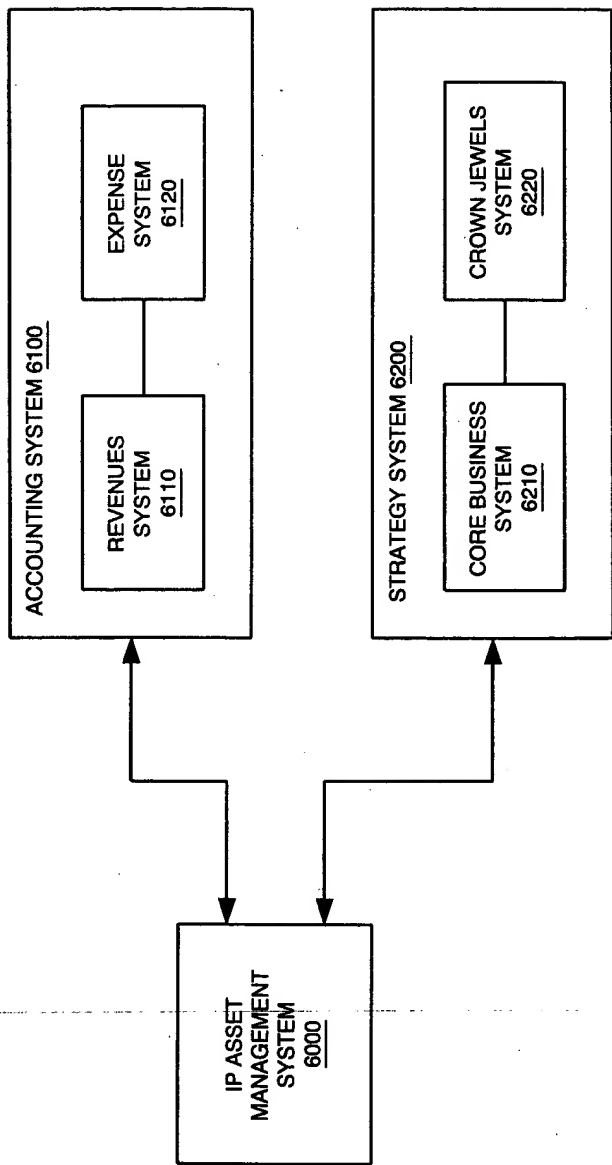 IP ASSET
MANAGEMENT
SYSTEM
6000
ACCOUNTING SYSTEM 6100
REVENUES
SYSTEM
6110
EXPENSE
SYSTEM
6120
STRATEGY SYSTEM 6200
CORE BUSINESS
SYSTEM
6210
CROWN JEWELS
SYSTEM
6220